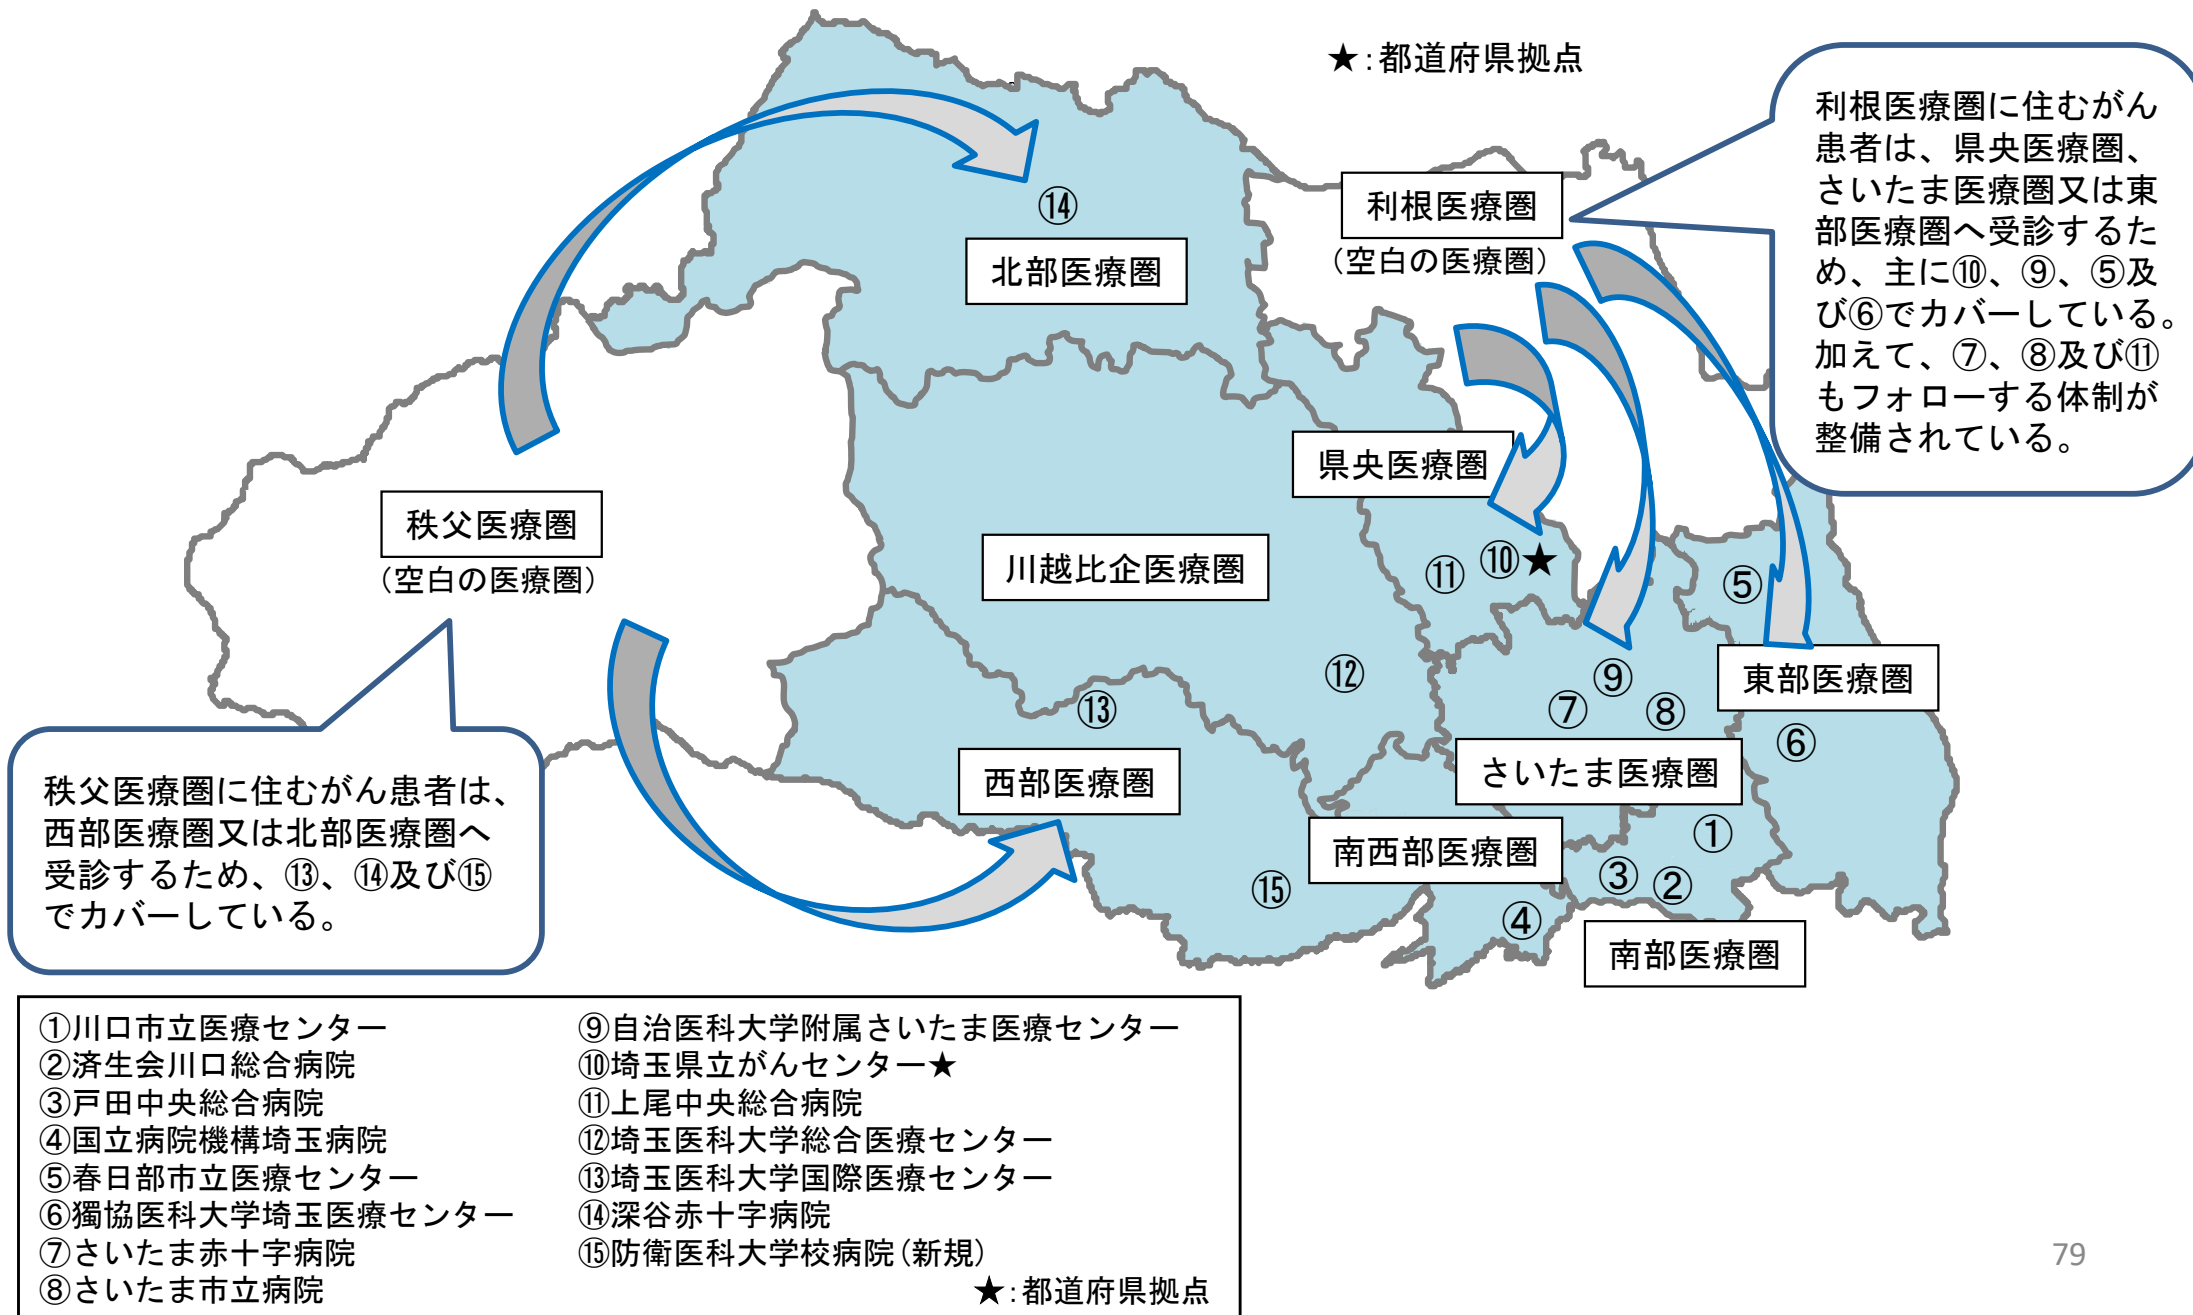 ★：都道府県拠点
利根医療圏に住むがん
患者は、県央医療圏、
さいたま医療圏又は東
部医療圏へ受診するた
め、主に⑩、⑨、⑤及
び⑥でカバーしている。
加えて、⑦、⑧及び⑪
もフォローする体制が
整備されている。
利根医療圏
（空白の医療圏）
⑭
北部医療圏
県央医療圏
秩父医療圏
（空白の医療圏）
川越比企医療圏
⑪
⑩★
⑤
⑫
⑬
⑨
⑦
⑧
東部医療圏
⑥
西部医療圏
さいたま医療圏
①
南西部医療圏
③
②
⑮
④
南部医療圏
秩父医療圏に住むがん患者は、
西部医療圏又は北部医療圏へ
受診するため、⑬、⑭及び⑮
でカバーしている。
①川口市立医療センター
②済生会川口総合病院
③戸田中央総合病院
④国立病院機構埼玉病院
⑤春日部市立医療センター
⑥獨協医科大学埼玉医療センター
⑦さいたま赤十字病院
⑧さいたま市立病院
⑨自治医科大学附属さいたま医療センター
⑩埼玉県立がんセンター★
⑪上尾中央総合病院
⑫埼玉医科大学総合医療センター
⑬埼玉医科大学国際医療センター
⑭深谷赤十字病院
⑮防衛医科大学校病院（新規）
★：都道府県拠点
79